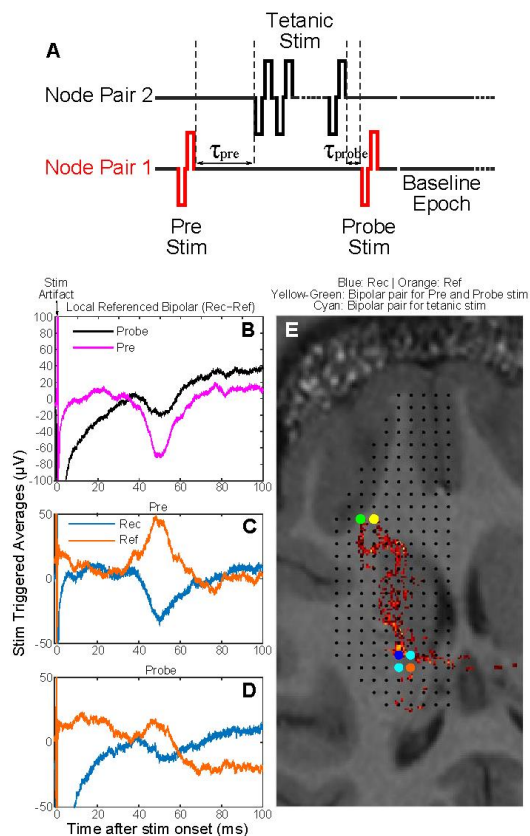 A
Tetanic
Stim
Node Pair 2
τpre
τprobe
Node Pair 1
Baseline
Epoch
Pre
Stim
Probe
Stim
Stim
Artifact
Local Referenced Bipolar (Rec-Ref)
B
Probe
Pre
100
80
60
40
20
0
-20
-40
-60
-80
-100
0 20 40 60 80 100
Pre
C
Rec
Ref
50
0
-50
0 20 40 60 80 100
Probe
D
50
0
-50
0 20 40 60 80 100
Stim Triggered Averages (µV)
Time after stim onset (ms)
Blue: Rec | Orange: Ref
Yellow-Green: Bipolar pair for Pre and Probe stim
Cyan: Bipolar pair for tetanic stim
E